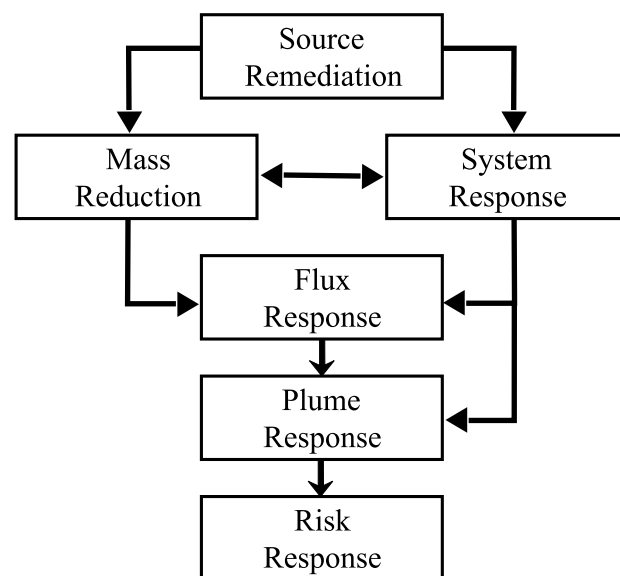 Source
Remediation
Mass
Reduction
System
Response
Flux
Response
Plume
Response
Risk
Response